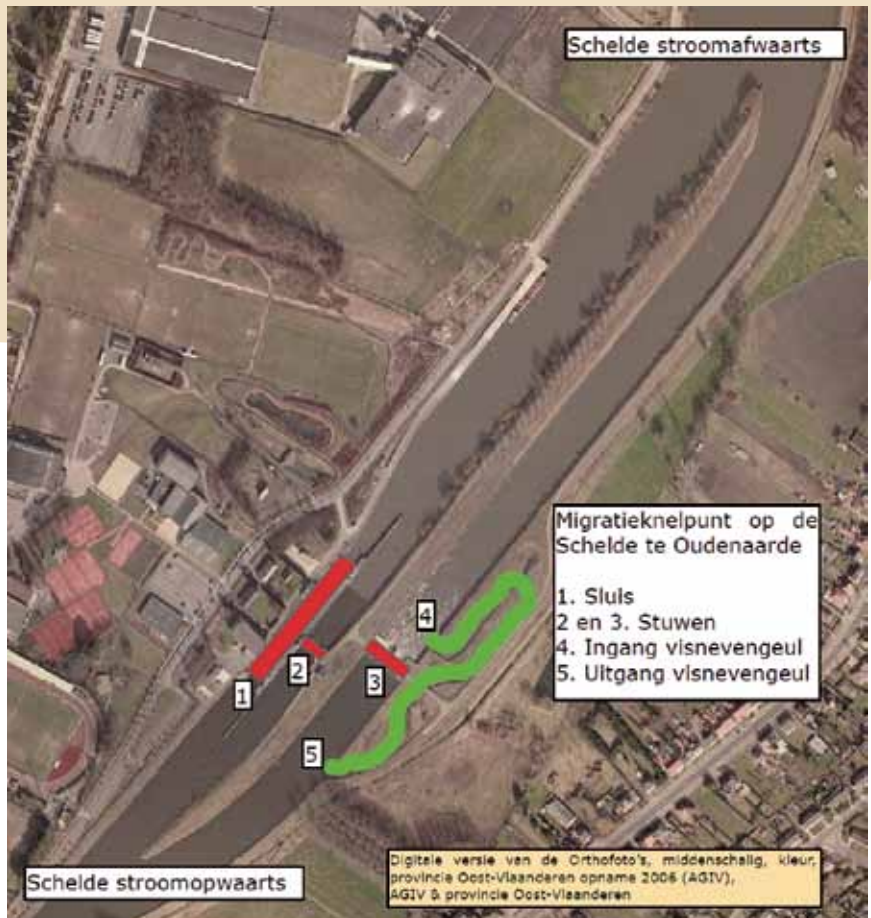 Schelde stroomafwaarts
Migratieknelpunt op de
Schelde te Oudenaarde
1. Sluis
2 en 3. Stuwen
4. Ingang visnevengeul
5. Uitgang visnevengeul
4
2
1
3
5
Digitale versie van de Orthofoto's, middenschalig, kleur,
provincie Oost-Vlaanderen opname 2006 (AGIV),
AGIV & provincie Oost-Vlaanderen
Schelde stroomopwaarts